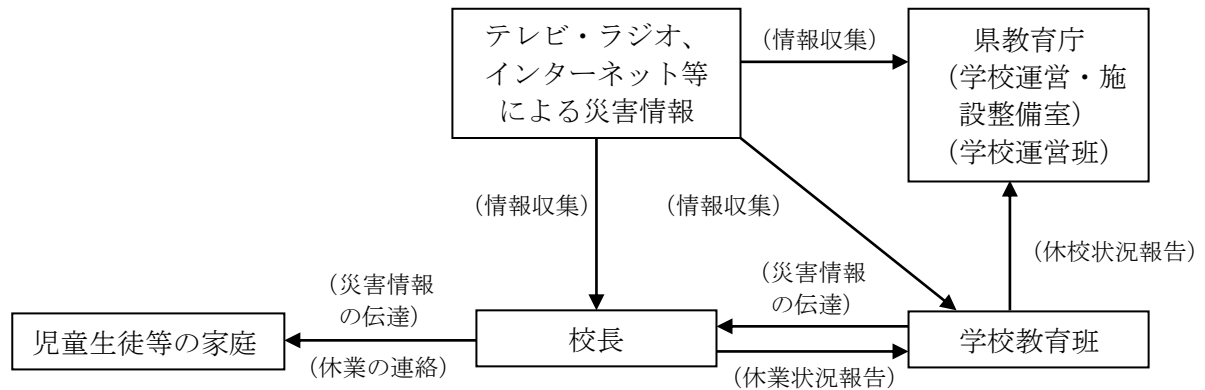 テレビ・ラジオ、
インターネット等
による災害情報
(情報収集)
県教育庁
(学校運営・施
設整備室)
(学校運営班)
(情報収集)
(情報収集)
(休校状況報告)
(災害情報
の伝達)
(災害情報
の伝達)
児童生徒等の家庭
校長
学校教育班
(休業の連絡)
(休業状況報告)